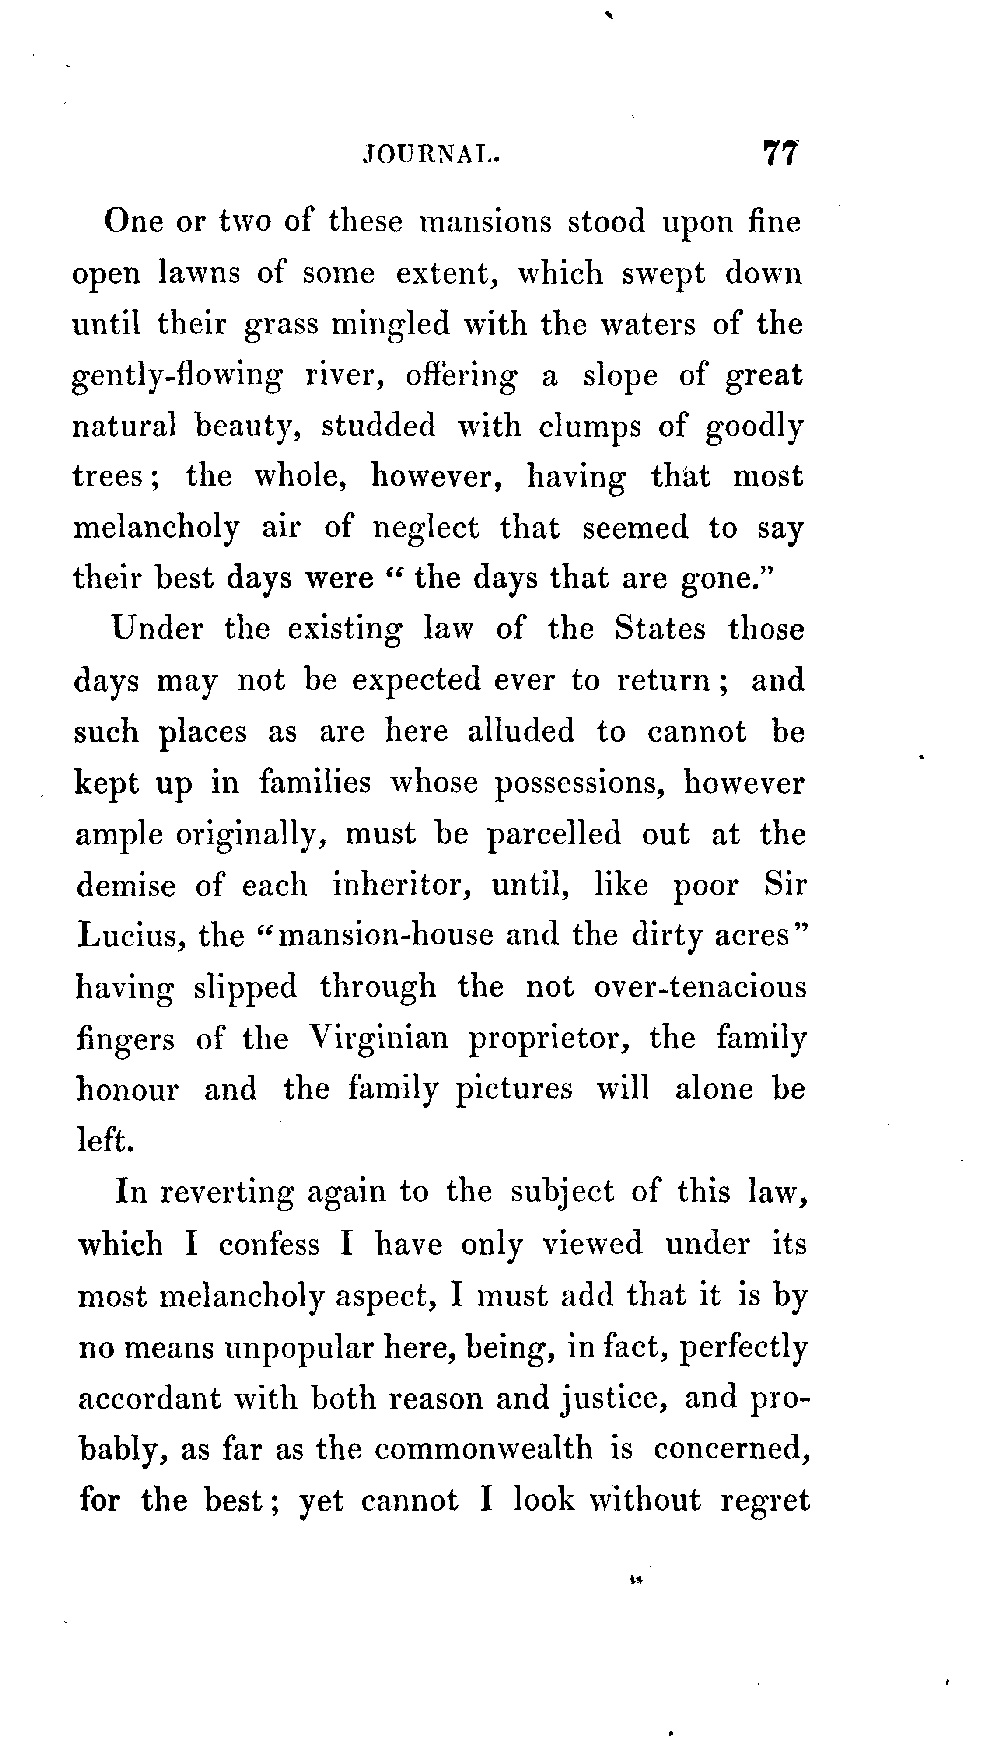 JOURNAL. 77
One or two of these mansions stood upon fine
open lawns of some extent, which swept down
until their grass mingled with the waters of the
gently-flowing river, offering a slope of great
natural beauty, studded with clumps of goodly
trees; the whole, however, having that most
melancholy air of neglect that seemed to say
their best days were “ the days that are gone.”
Under the existing law of the States those
days may not be expected ever to return; and
such places as are here alluded to cannot be
kept up in families whose possessions, however
ample originally, must be parcelled out at the
demise of each inheritor, until, like poor Sir
Lucius, the “mansion-house and the dirty acres”
having slipped through the not over-tenacious
fingers of the Virginian proprietor, the family
honour and the family pictures will alone be
left.
In reverting again to the subject of this law,
which I confess I have only viewed under its
most melancholy aspect, I must add that it is by
no means unpopular here, being, in fact, perfectly
accordant with both reason and justice, and pro-
bably, as far as the commonwealth is concerned,
for the best; yet cannot I look without regret